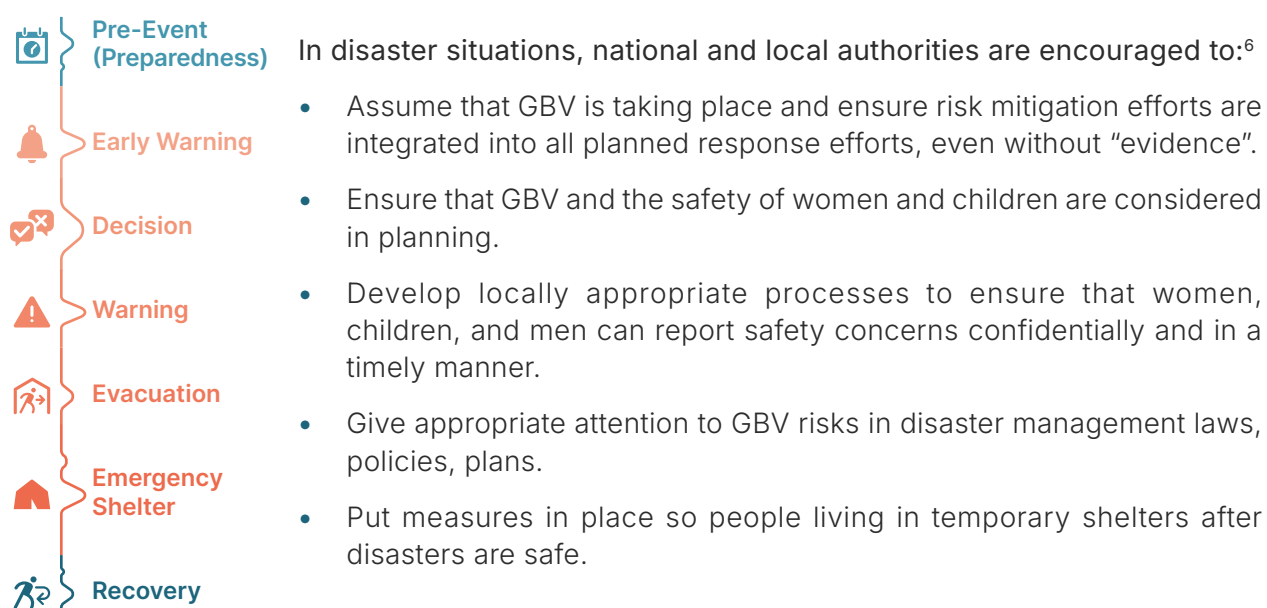 Pre-Event
(Preparedness)
Early Warning
Decision
Warning
Evacuation
Emergency
Shelter
Recovery
In disaster situations, national and local authorities are encouraged to:⁶
• Assume that GBV is taking place and ensure risk mitigation efforts are
integrated into all planned response efforts, even without “evidence”.
• Ensure that GBV and the safety of women and children are considered
in planning.
• Develop locally appropriate processes to ensure that women,
children, and men can report safety concerns confidentially and in a
timely manner.
• Give appropriate attention to GBV risks in disaster management laws,
policies, plans.
• Put measures in place so people living in temporary shelters after
disasters are safe.